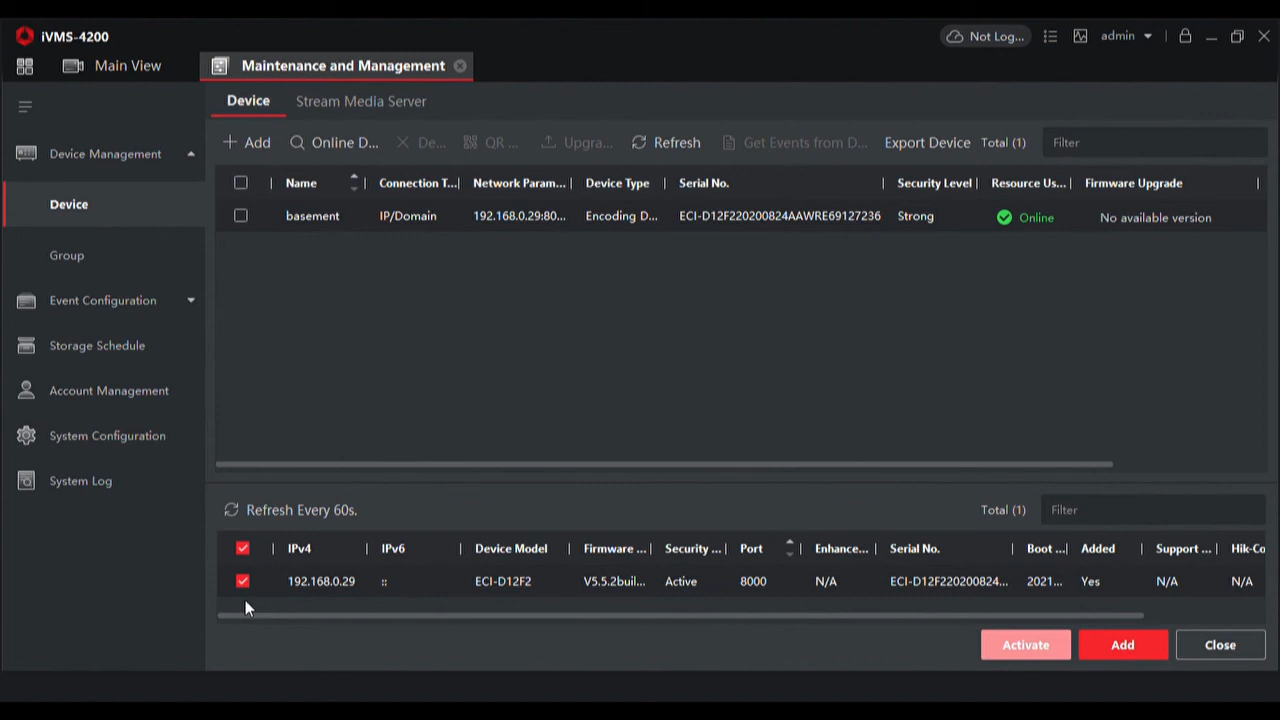 iVMS-4200
Not Log...
admin
Main View
Maintenance and Management
Device Management
Device
Group
Event Configuration
Storage Schedule
Account Management
System Configuration
System Log
Device
Stream Media Server
Add
Online D...
De...
QR ...
Upgra...
Refresh
Get Events from D...
Export Device
Total (1)
Filter
Name Connection T... Network Param... Device Type Serial No. Security Level Resource Us... Firmware Upgrade
basement IP/Domain 192.168.0.29:80... Encoding D... ECI-D12F220200824AAWRE69127236 Strong Online No available version
Refresh Every 60s.
Total (1)
Filter
IPv4 IPv6 Device Model Firmware ... Security ... Port Enhance... Serial No. Boot ... Added Support ... Hik-Co
192.168.0.29 :: ECI-D12F2 V5.5.2buil... Active 8000 N/A ECI-D12F220200824... 2021... Yes N/A N/A
Activate
Add
Close